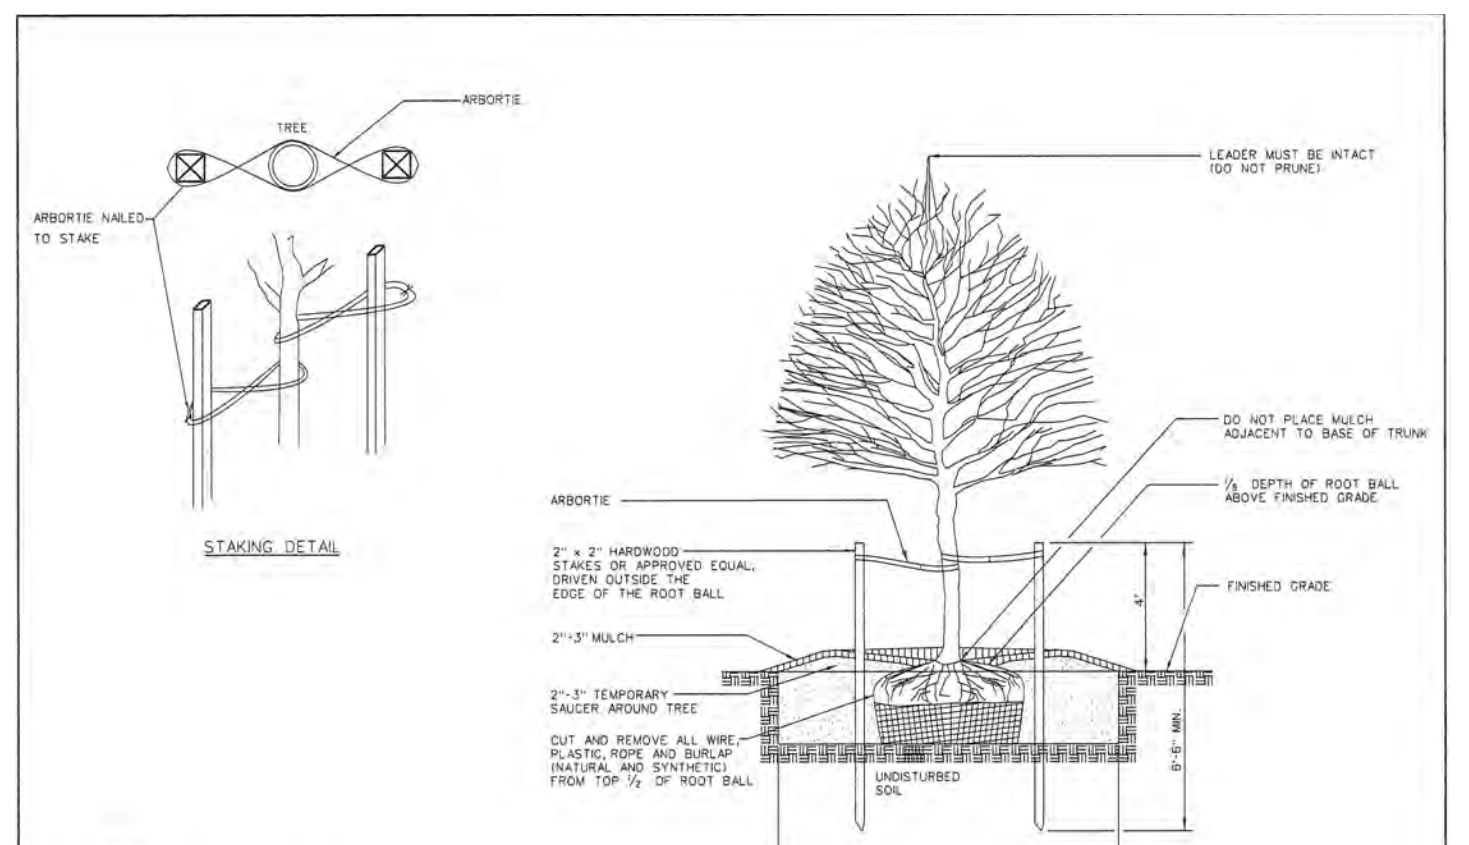 ARBORTIE
TREE
ARBORTIE NAILED
TO STAKE
STAKING DETAIL
LEADER MUST BE INTACT
(DO NOT PRUNE)
DO NOT PLACE MULCH
ADJACENT TO BASE OF TRUNK
1/8 DEPTH OF ROOT BALL
ABOVE FINISHED GRADE
ARBORTIE
2" x 2" HARDWOOD
STAKES OR APPROVED EQUAL,
DRIVEN OUTSIDE THE
EDGE OF THE ROOT BALL
FINISHED GRADE
4'
2"-3" MULCH
2"-3" TEMPORARY
SAUCER AROUND TREE
6'-6" MIN.
CUT AND REMOVE ALL WIRE,
PLASTIC, ROPE AND BURLAP
(NATURAL AND SYNTHETIC)
FROM TOP 1/2 OF ROOT BALL
UNDISTURBED
SOIL